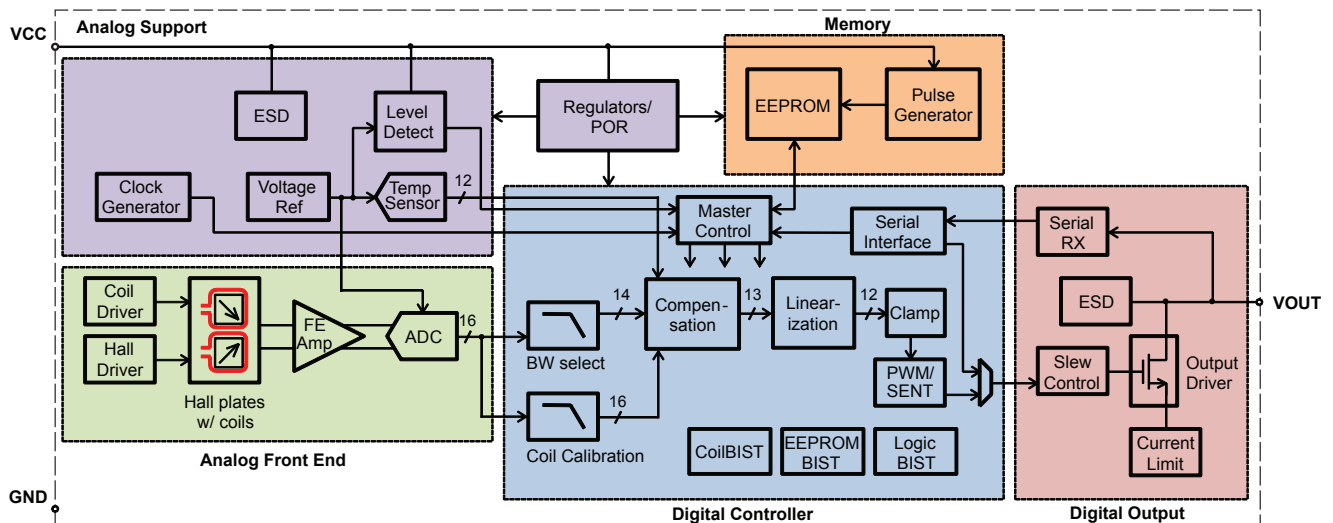 Analog Support
Memory
VCC
ESD
Level
Detect
Regulators/
POR
EEPROM
Pulse
Generator
Clock
Generator
Voltage
Ref
Temp
Sensor
12
Master
Control
Serial
Interface
Serial
RX
Coil
Driver
Hall
Driver
Hall plates
w/ coils
FE
Amp
ADC
16
Analog Front End
BW select
14
Coil Calibration
16
Compen-
sation
13
Linear-
ization
12
Clamp
PWM/
SENT
CoilBIST
EEPROM
BIST
Logic
BIST
Digital Controller
ESD
VOUT
Slew
Control
Output
Driver
Current
Limit
Digital Output
GND